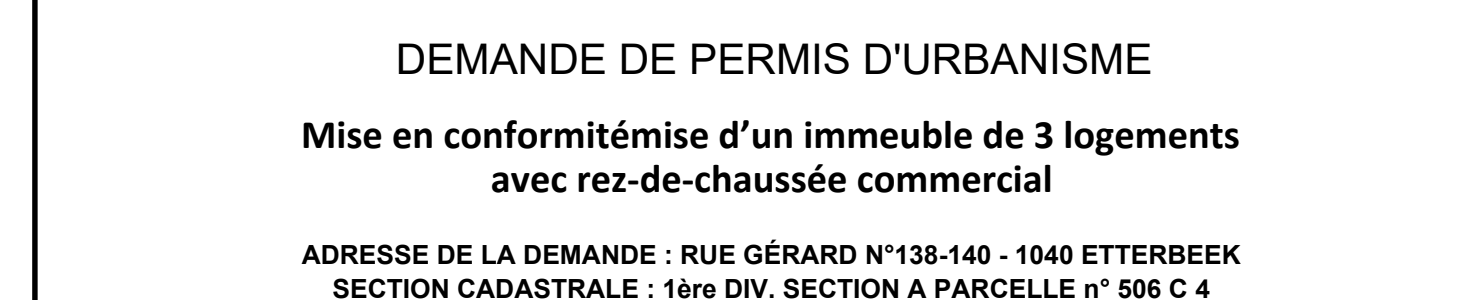 DEMANDE DE PERMIS D'URBANISME
Mise en conformitémise d’un immeuble de 3 logements
avec rez-de-chaussée commercial
ADRESSE DE LA DEMANDE : RUE GÉRARD N°138-140 - 1040 ETTERBEEK
SECTION CADASTRALE : 1ère DIV. SECTION A PARCELLE n° 506 C 4